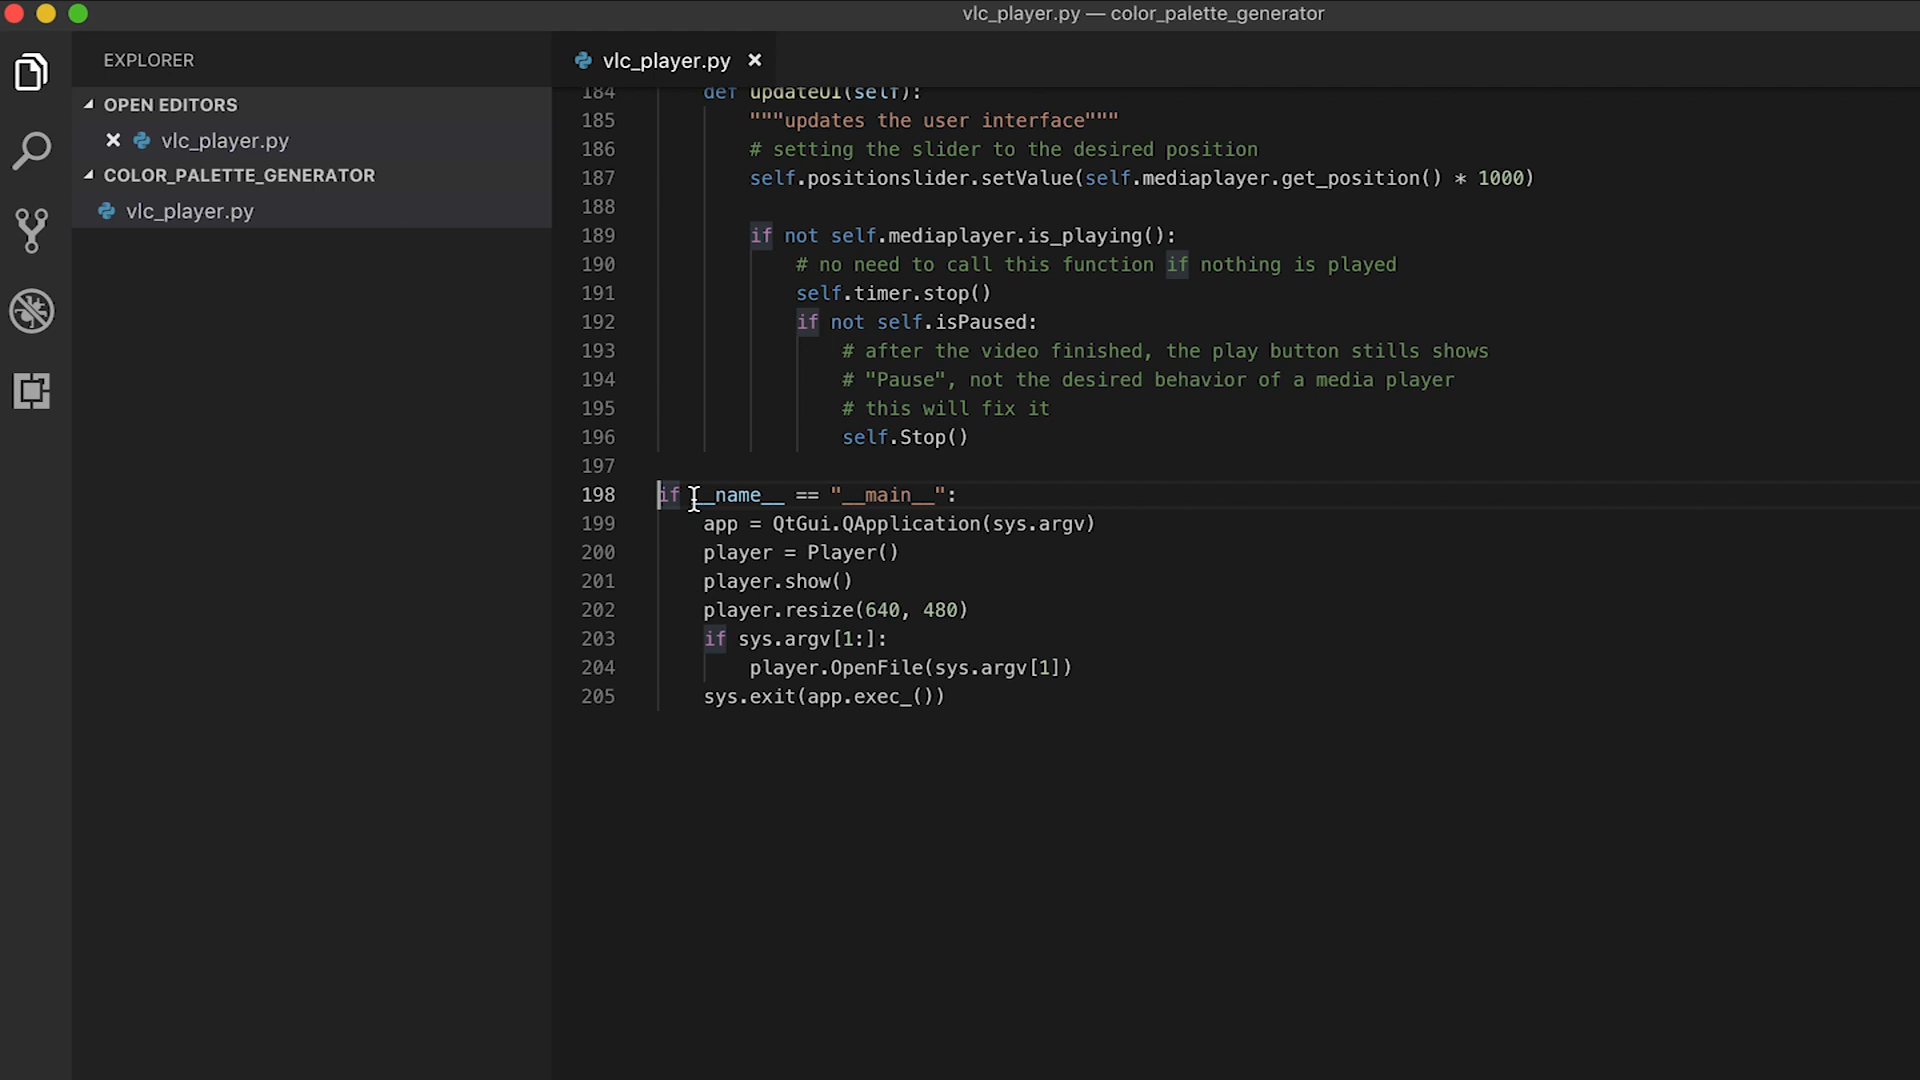 vlc_player.py — color_palette_generator
EXPLORER
OPEN EDITORS
vlc_player.py
COLOR_PALETTE_GENERATOR
vlc_player.py
vlc_player.py
184 def updateUI(self):
185 """updates the user interface"""
186 # setting the slider to the desired position
187 self.positionslider.setValue(self.mediaplayer.get_position() * 1000)
188
189 if not self.mediaplayer.is_playing():
190 # no need to call this function if nothing is played
191 self.timer.stop()
192 if not self.isPaused:
193 # after the video finished, the play button stills shows
194 # "Pause", not the desired behavior of a media player
195 # this will fix it
196 self.Stop()
197
198 if __name__ == "__main__":
199 app = QtGui.QApplication(sys.argv)
200 player = Player()
201 player.show()
202 player.resize(640, 480)
203 if sys.argv[1:]:
204 player.OpenFile(sys.argv[1])
205 sys.exit(app.exec_())